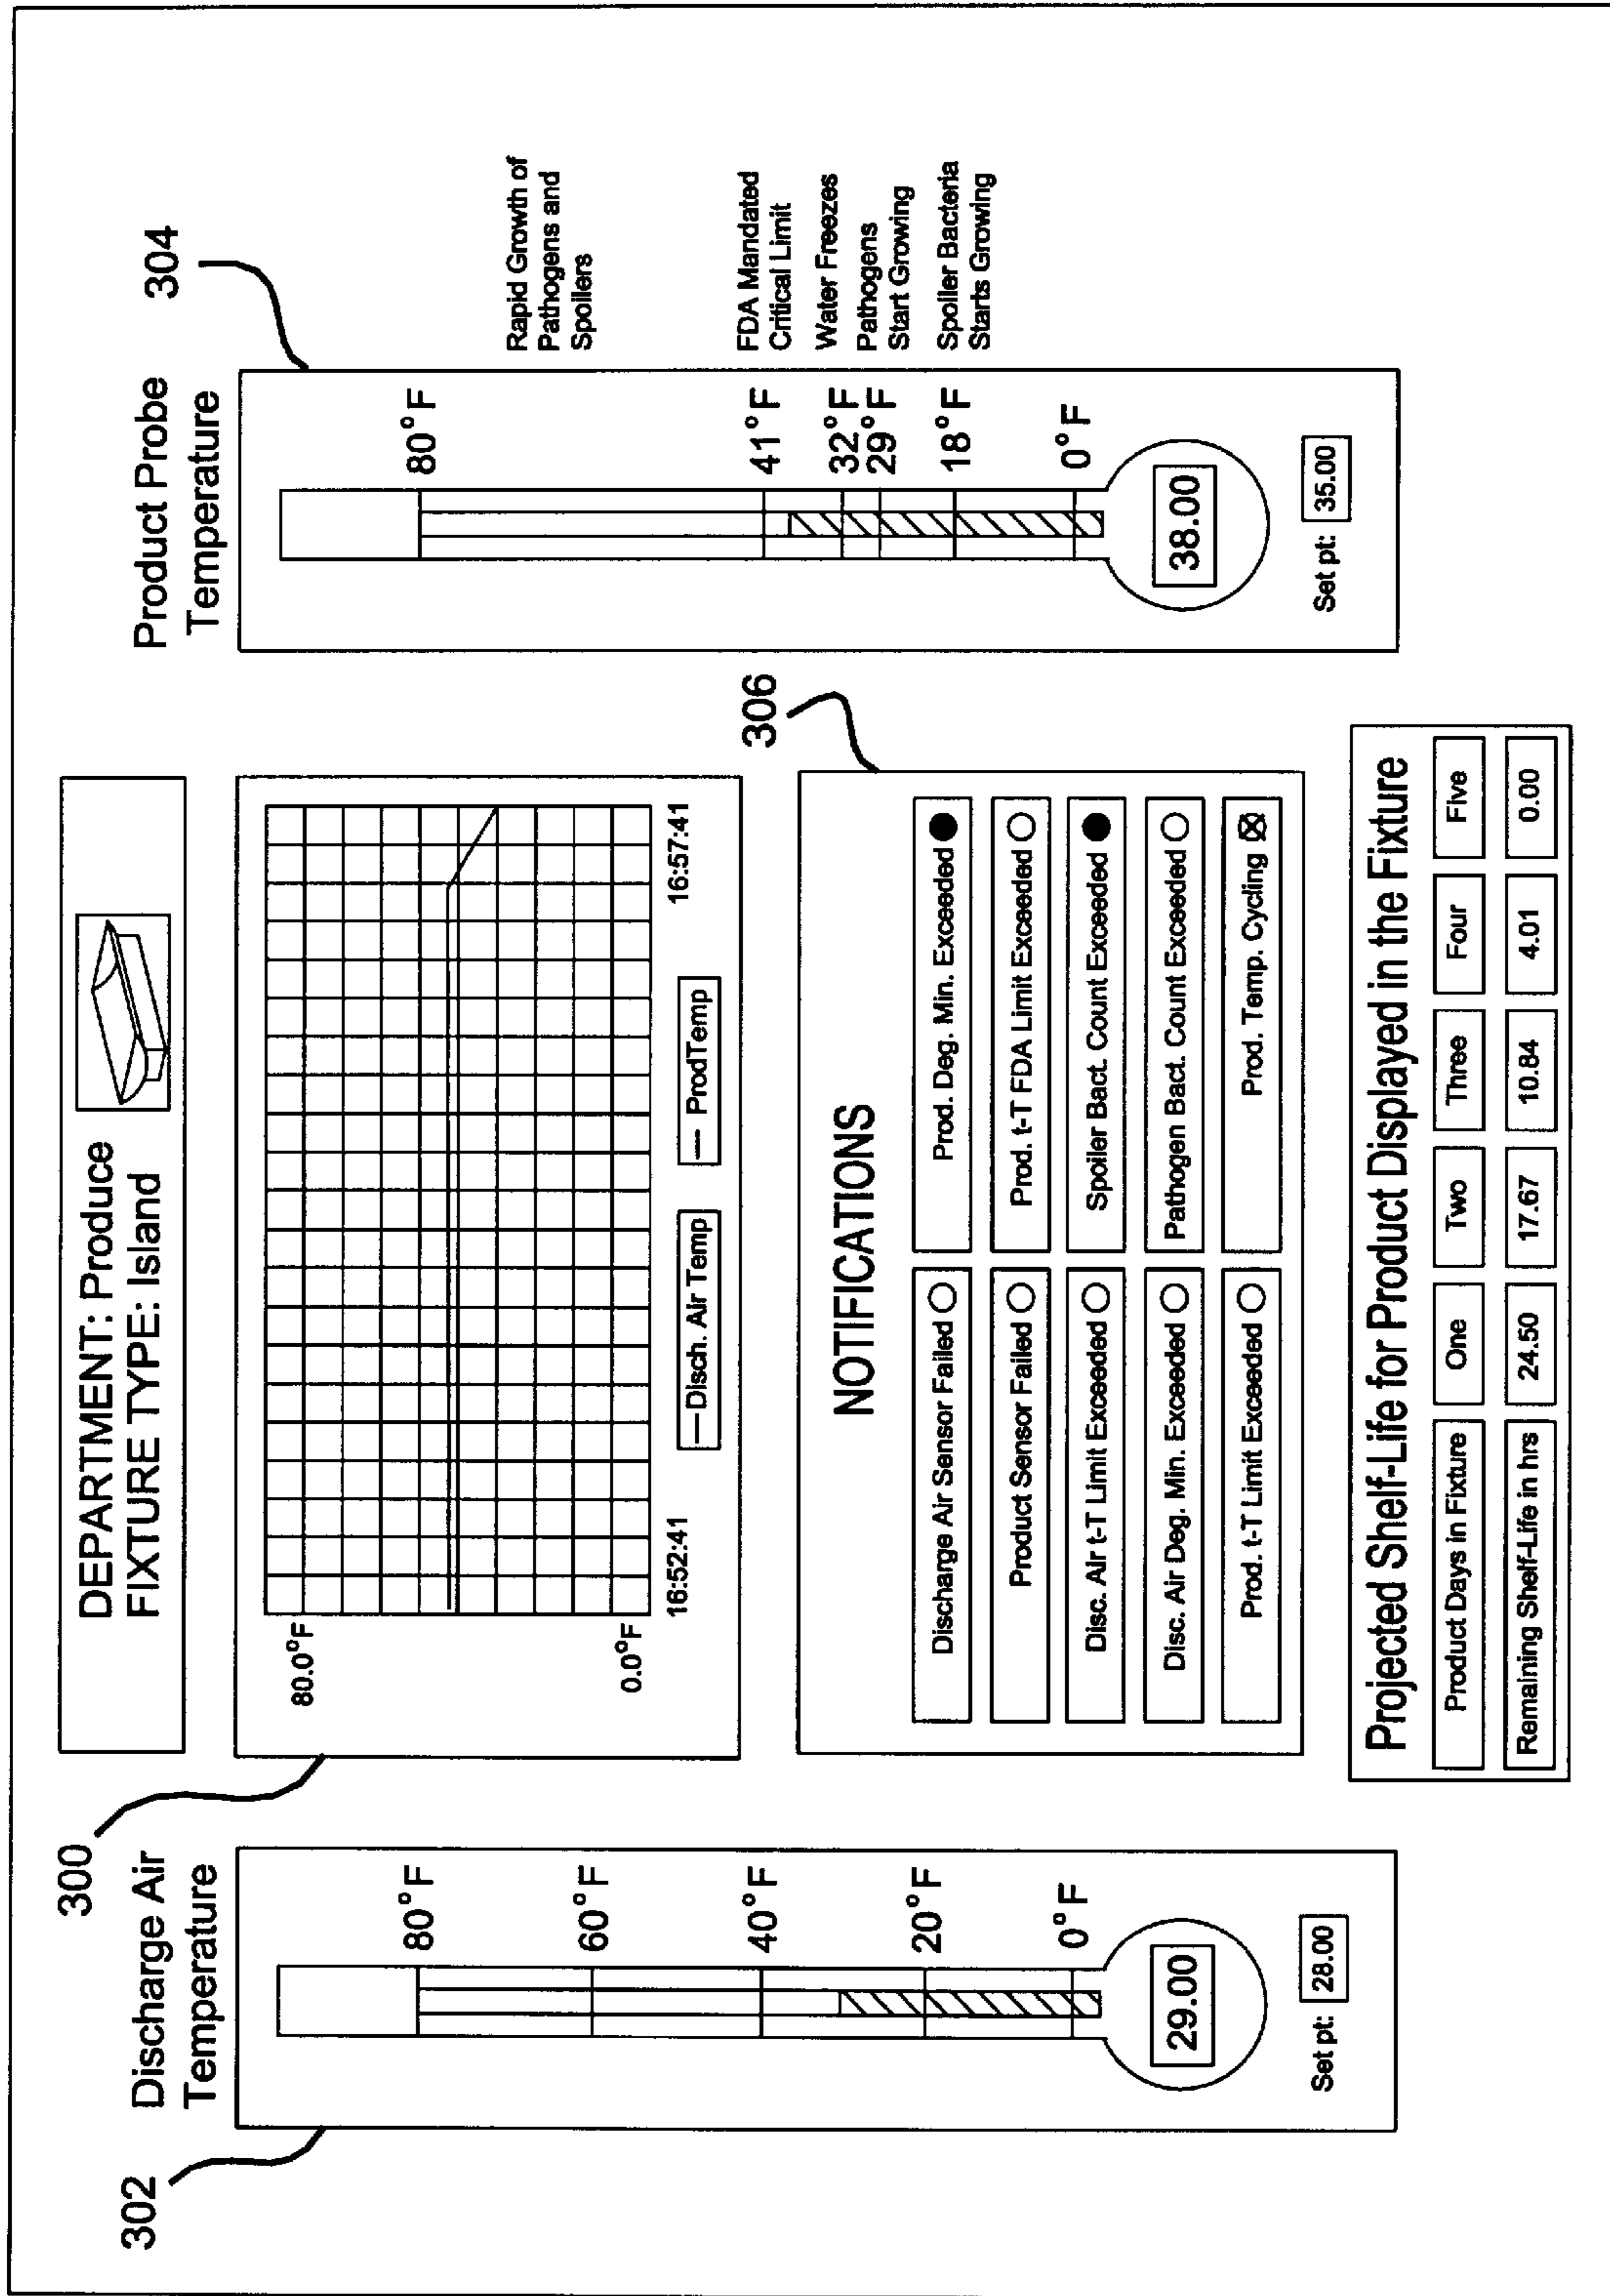 DEPARTMENT: Produce
FIXTURE TYPE: Island
300
302
Discharge Air
Temperature
80°F
60°F
40°F
20°F
0°F
29.00
Set pt: 28.00
80.0°F
0.0°F
16:52:41
16:57:41
Disch. Air Temp
ProdTemp
304
Product Probe
Temperature
80°F
41°F
32°F
29°F
18°F
0°F
38.00
Set pt: 35.00
Rapid Growth of
Pathogens and
Spoilers
FDA Mandated
Critical Limit
Water Freezes
Pathogens
Start Growing
Spoiler Bacteria
Starts Growing
306
NOTIFICATIONS
Discharge Air Sensor Failed
Prod. Deg. Min. Exceeded
Product Sensor Failed
Prod. t-T FDA Limit Exceeded
Disc. Air t-T Limit Exceeded
Spoiler Bact. Count Exceeded
Disc. Air Deg. Min. Exceeded
Pathogen Bact. Count Exceeded
Prod. t-T Limit Exceeded
Prod. Temp. Cycling
Projected Shelf-Life for Product Displayed in the Fixture
Product Days in Fixture One Two Three Four Five
Remaining Shelf-Life in hrs 24.50 17.67 10.84 4.01 0.00